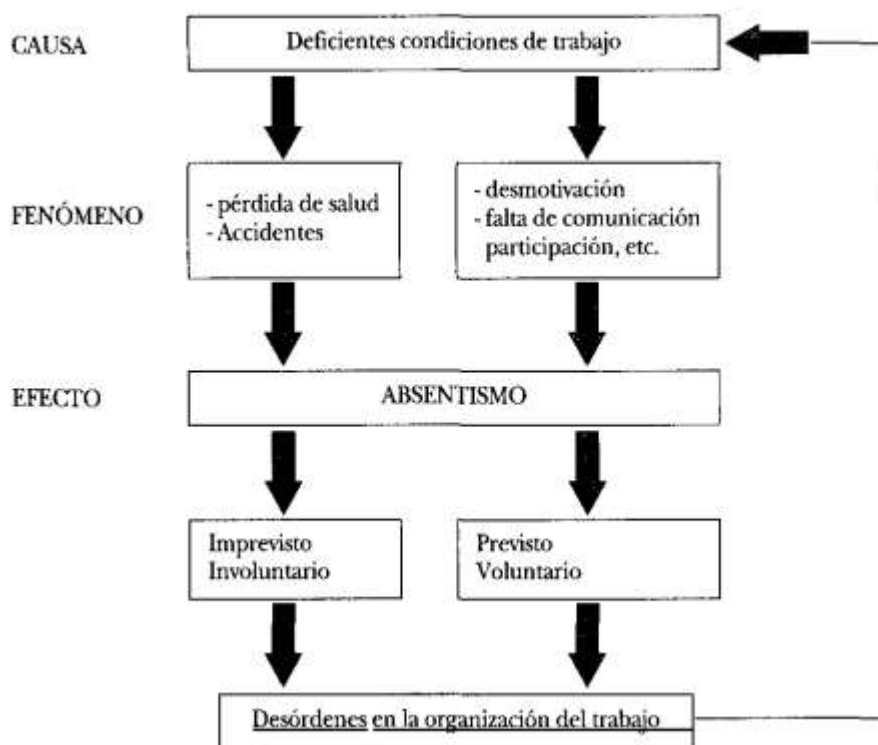 CAUSA
Deficientes condiciones de trabajo
FENÓMENO
- pérdida de salud
- Accidentes
- desmotivación
- falta de comunicación
participación, etc.
EFECTO
ABSENTISMO
Imprevisto
Involuntario
Previsto
Voluntario
Desórdenes en la organización del trabajo